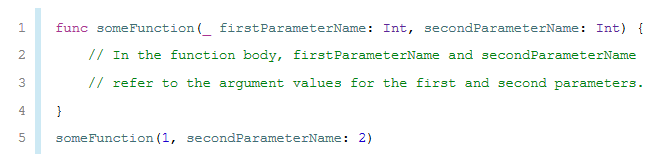 1 func someFunction(_ firstParameterName: Int, secondParameterName: Int) {
2 // In the function body, firstParameterName and secondParameterName
3 // refer to the argument values for the first and second parameters.
4 }
5 someFunction(1, secondParameterName: 2)